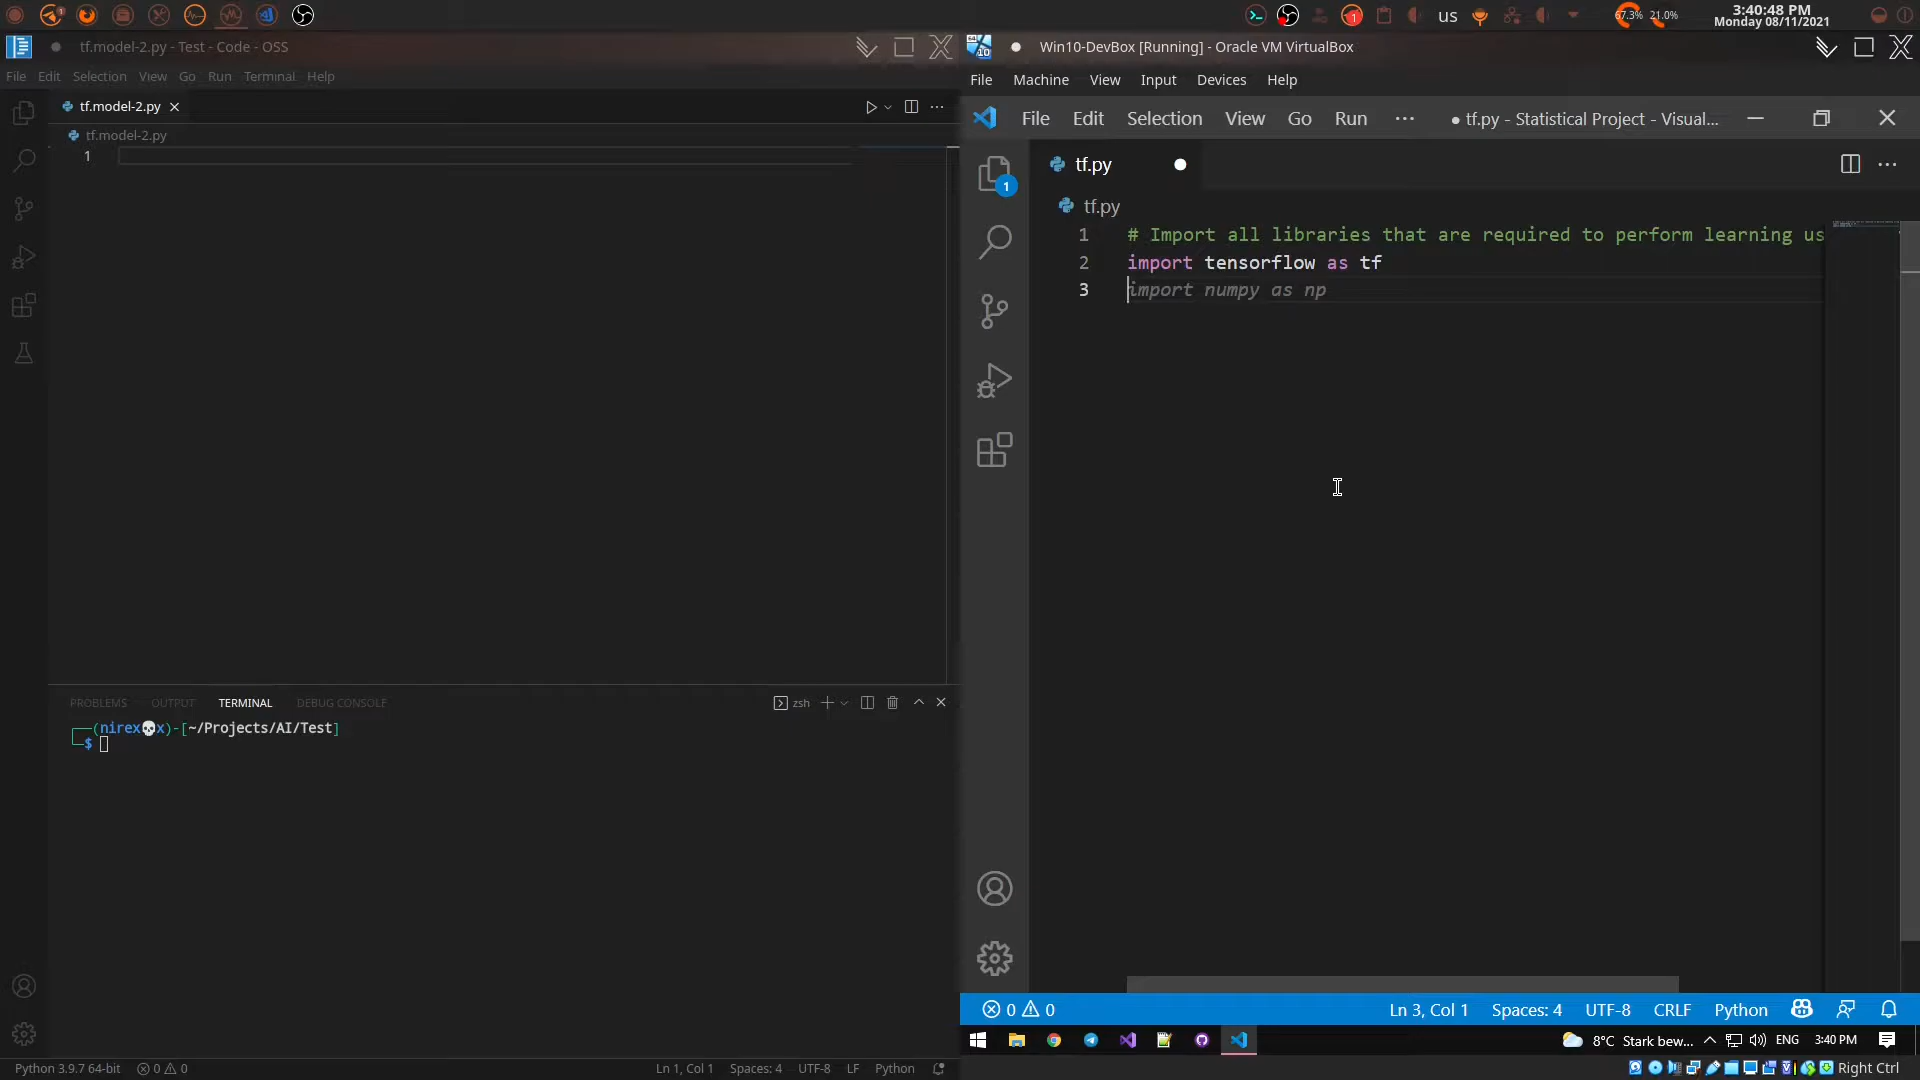 us
67.3% 21.0%
3:40:48 PM
Monday 08/11/2021
tf.model-2.py - Test - Code - OSS
File Edit Selection View Go Run Terminal Help
tf.model-2.py
tf.model-2.py
1
PROBLEMS OUTPUT TERMINAL DEBUG CONSOLE
zsh
(nirex💀x)-[~/Projects/AI/Test]
$
Python 3.9.7 64-bit 0 0
Ln 1, Col 1 Spaces: 4 UTF-8 LF Python
Win10-DevBox [Running] - Oracle VM VirtualBox
File Machine View Input Devices Help
File Edit Selection View Go Run ··· ● tf.py - Statistical Project - Visual...
tf.py
tf.py
1
1 # Import all libraries that are required to perform learning us
2 import tensorflow as tf
3 import numpy as np
0 0
Ln 3, Col 1 Spaces: 4 UTF-8 CRLF Python
8°C Stark bew... ENG 3:40 PM
Right Ctrl